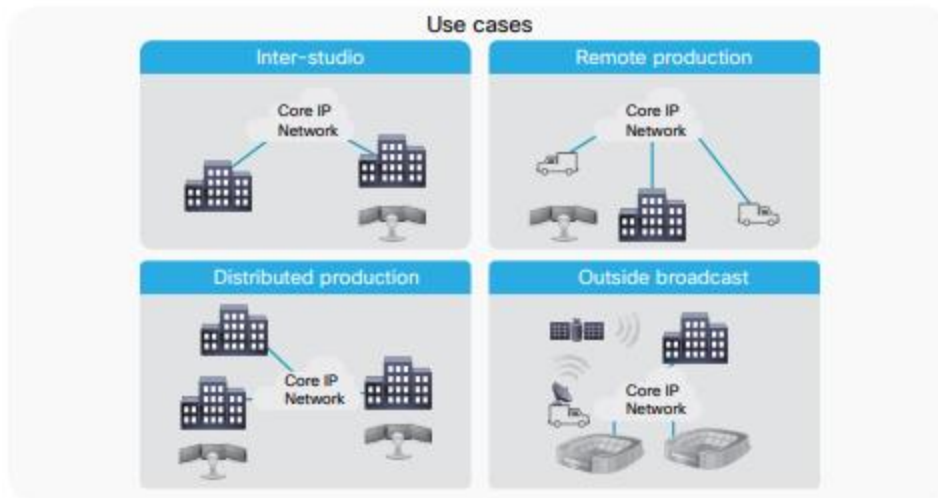 Use cases
Inter-studio
Core IP
Network
Remote production
Core IP
Network
Distributed production
Core IP
Network
Outside broadcast
Core IP
Network